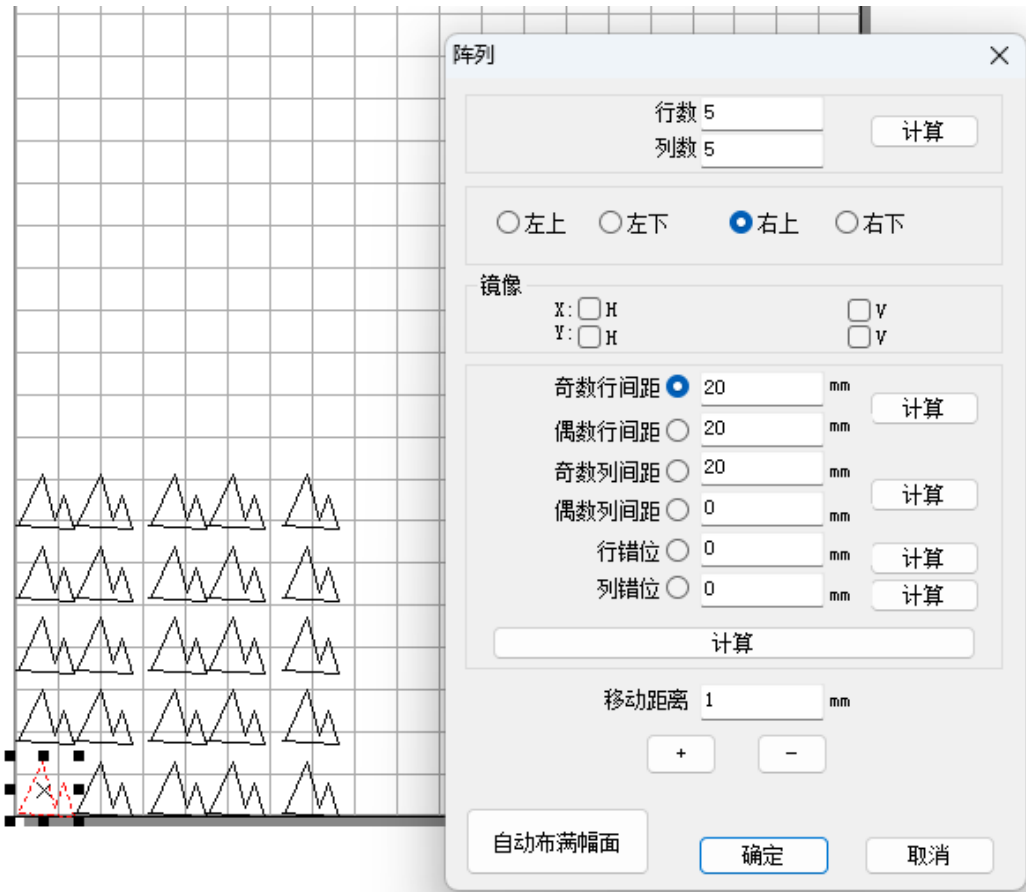 阵列
行数 5
列数 5
计算
左上 左下 右上 右下
镜像
X: H V
Y: H V
奇数行间距 20 mm
计算
偶数行间距 20 mm
奇数列间距 20 mm
计算
偶数列间距 0 mm
行错位 0 mm 计算
列错位 0 mm 计算
计算
移动距离 1 mm
+ -
自动布满幅面 确定 取消